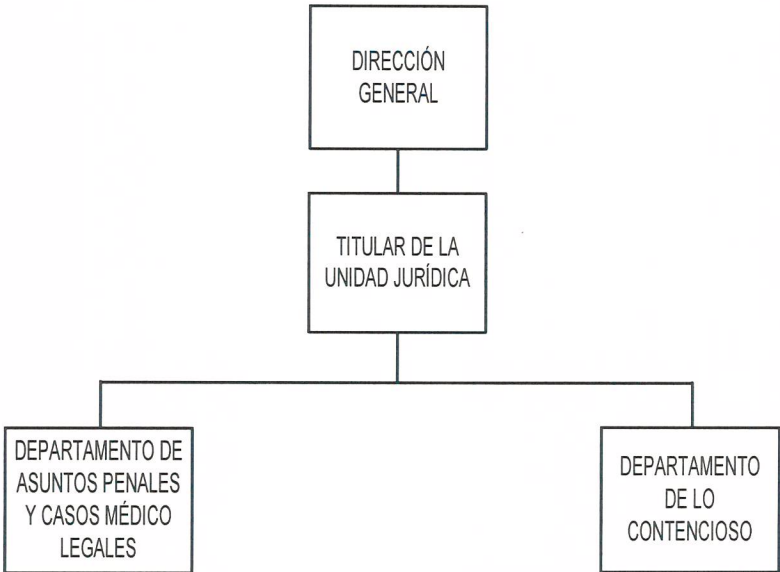 DIRECCIÓN
GENERAL
TITULAR DE LA
UNIDAD JURÍDICA
DEPARTAMENTO DE
ASUNTOS PENALES
Y CASOS MÉDICO
LEGALES
DEPARTAMENTO
DE LO
CONTENCIOSO